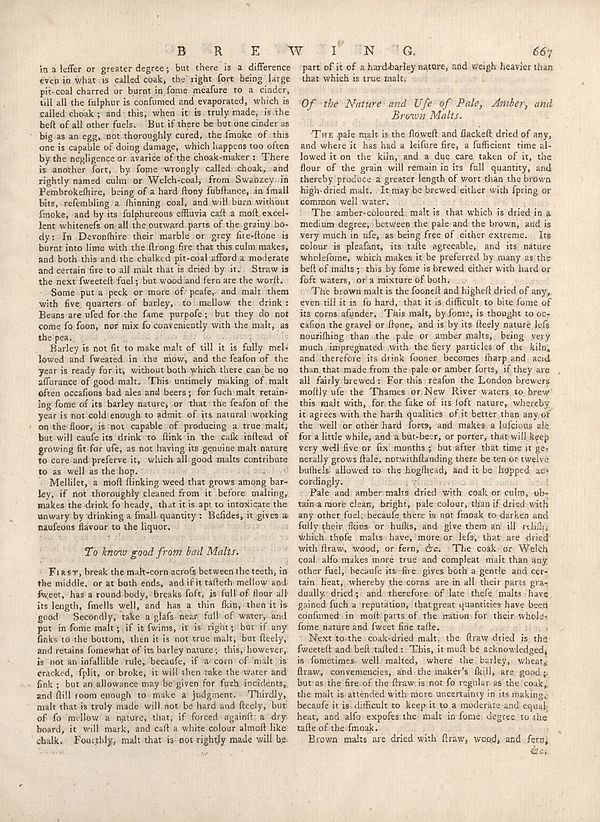 B R E W I N G. 667
in a leſſer or greater degree; but there is a difference
even in what is called coak, the right ſort being large
pit-coal charred or burnt in ſome meaſure to a cinder,
till all the ſulphur is conſumed and evaporated, which is
called choak; and this, when it is truly made, is the
beſt of all other fuels. But if there be but one cinder as
big as an egg, not thoroughly cured, the ſmoke of this
one is capable of doing damage, which happens too often
by the negligence or avarice of the choak-maker: There
is another ſort, by ſome wrongly called choak, and
rightly named culm or Welch-coal, from Swanzey in
Pembrokeſhire, being of a hard ſtony ſubſtance, in ſmall
bits, reſembling a ſhinning coal, and will burn without
ſmoke, and by its ſulphureous effluvia caſt a moſt excel-
lent whiteneſs on all the outward parts of the grainy bo-
dy: In Devonſhire their marble or grey fire-ſtone is
burnt into lime with the ſtrong fire that this culm makes,
and both this and the chalked pit-coal afford a moderate
and certain fire to all malt that is dried by it. Straw is
the next ſweeteſt fuel; but wood and fern are the worſt.
Some put a peck or more of peaſe, and malt them
with five quarters of barley, to mellow the drink:
Beans are uſed for the ſame purpoſe; but they do not
come ſo ſoon, nor mix ſo conveniently with the malt, as
the pea.
Barley is not fit to make malt of till it is fully mel-
lowed and ſweated in the mow, and the ſeaſon of the
year is ready for it, without both which there can be no
aſſurance of good malt. This untimely making of malt
often occaſions bad ales and beers; for ſuch malt retain-
ing ſome of its barley nature, or that the ſeaſon of the
year is not cold enough to admit of its natural working
on the floor, is not capable of producing a true malt,
but will cauſe its drink to ſtink in the caſk inſtead of
growing fit for uſe, as not having its genuine malt nature
to cure and preſerve it, which all good malts contribute
to as well as the hop.
Mellilet, a moſt ſtinking weed that grows among bar-
ley, if not thoroughly cleaned from it before malting,
makes the drink ſo heady, that it is apt to intoxicate the
unwary by drinking a ſmall quantity: Beſides, it gives a
nauſeous flavour to the liquor.
To know good from bad Malts.
First, break the malt-corn acroſs between the teeth, in
the middle, or at both ends, and if it taſteth mellow and
ſweet, has a round body, breaks ſoft, is full of flour all
its length, ſmells well, and has a thin ſkin, then it is
good Secondly, take a glaſs near full of water, and
put in ſome malt; if it ſwims, it is right; but if any
ſinks to the bottom, then it is not true malt, but ſteely,
and retains ſomewhat of its barley nature; this, however,
is not an infallible rule, becauſe, if a corn of malt is
cracked, ſplit, or broke, it will then take the water and
ſink; but an allowance may be given for ſuch incidents,
and ſtill room enough to make a judgment. Thirdly,
malt that is truly made will not be hard and ſteely, but
of ſo mellow a nature, that, if forced againſt a dry
board, it will mark, and caſt a white colour almoſt like
chalk. Fourthly, malt that is not rightly made will be
part of it of a hard-barley nature, and weigh heavier than
that which is true malt.
Of the Nature and Uſe of Pale, Amber, and
Brown Malts.
The pale malt is the ſloweſt and ſlackeſt dried of any,
and where it has had a leiſure fire, a ſufficient time al-
lowed it on the kiln, and a due care taken of it, the
flour of the grain will remain in its full quantity, and
thereby produce a greater length of wort than the brown
high-dried malt. It may be brewed either with ſpring or
common well water.
The amber-coloured malt is that which is dried in a
medium degree, between the pale and the brown, and is
very much in uſe, as being free of either extreme. Its
colour is pleaſant, its taſte agreeable, and its nature
wholeſome, which makes it be preferred by many as the
beſt of malts; this by ſome is brewed either with hard or
ſoft waters, or a mixture of both.
The brown malt is the ſooneſt and higheſt dried of any,
even till it is ſo hard, that it is difficult to bite ſome of
its corns aſunder. This malt, by ſome, is thought to oc-
caſion the gravel or ſtone, and is by its ſteely nature leſs
nouriſhing than the pale or amber malts, being very
much impregnated with the fiery particles of the kiln,
and therefore its drink ſooner becomes ſharp and acid
than that made from the pale or amber ſorts, if they are
all fairly brewed: For this reaſon the London brewers
moſtly uſe the Thames or New River waters to brew
this malt with, for the ſake of its ſoft nature, whereby
it agrees with the harſh qualities of it better than any of
the well or other hard ſorts, and makes a luſcious ale
for a little while, and a but-beer, or porter, that will keep
very well five or ſix months; but after that time it ge-
nerally grows ſtale, notwithſtanding there be ten or twelve
buſhels allowed to the hogſhead, and it be hopped ac-
cordingly.
Pale and amber malts dried with coak or culm, ob-
tain a more clean, bright, pale colour, than if dried with
any other fuel, becauſe there is not ſmoak to darken and
ſully their ſkins or huſks, and give them an ill reliſh,
which thoſe malts have, more or leſs, that are dried
with ſtraw, wood, or fern, &c. The coak or Welch
coal alſo makes more true and compleat malt than any
other fuel, becauſe its fire gives both a gentle and cer-
tain heat, whereby the corns are in all their parts gra-
dually dried; and therefore of late theſe malts have
gained ſuch a reputation, that great quantities have been
conſumed in moſt parts of the nation for their whole-
ſome nature and ſweet fine taſte.
Next to the coak-dried malt, the ſtraw dried is the
ſweeteſt and beſt taſted: This, it muſt be acknowledged,
is ſometimes well malted, where the barley, wheat,
ſtraw, conveniencies, and the maker's ſkill, are good;
but as the fire of the ſtraw is not ſo regular as the coak,
the malt is attended with more uncertainty in its making,
becauſe it is difficult to keep it to a moderate and equal
heat, and alſo expoſes the malt in ſome degree to the
taſte of the ſmoak.
Brown malts are dried with ſtraw, wood, and fern,
&c.